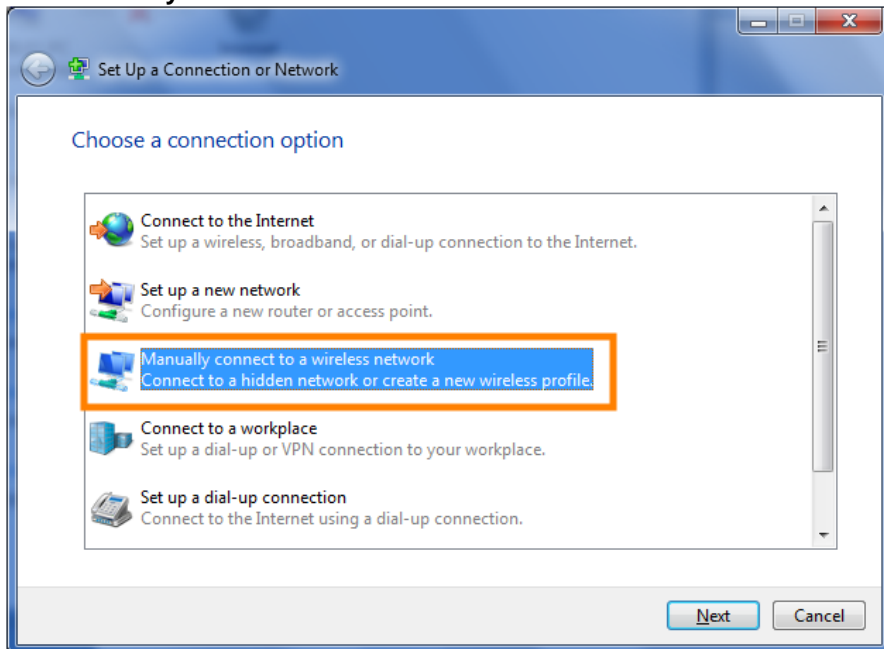 Set Up a Connection or Network
Choose a connection option
Connect to the Internet
Set up a wireless, broadband, or dial-up connection to the Internet.
Set up a new network
Configure a new router or access point.
Manually connect to a wireless network
Connect to a hidden network or create a new wireless profile.
Connect to a workplace
Set up a dial-up or VPN connection to your workplace.
Set up a dial-up connection
Connect to the Internet using a dial-up connection.
Next Cancel